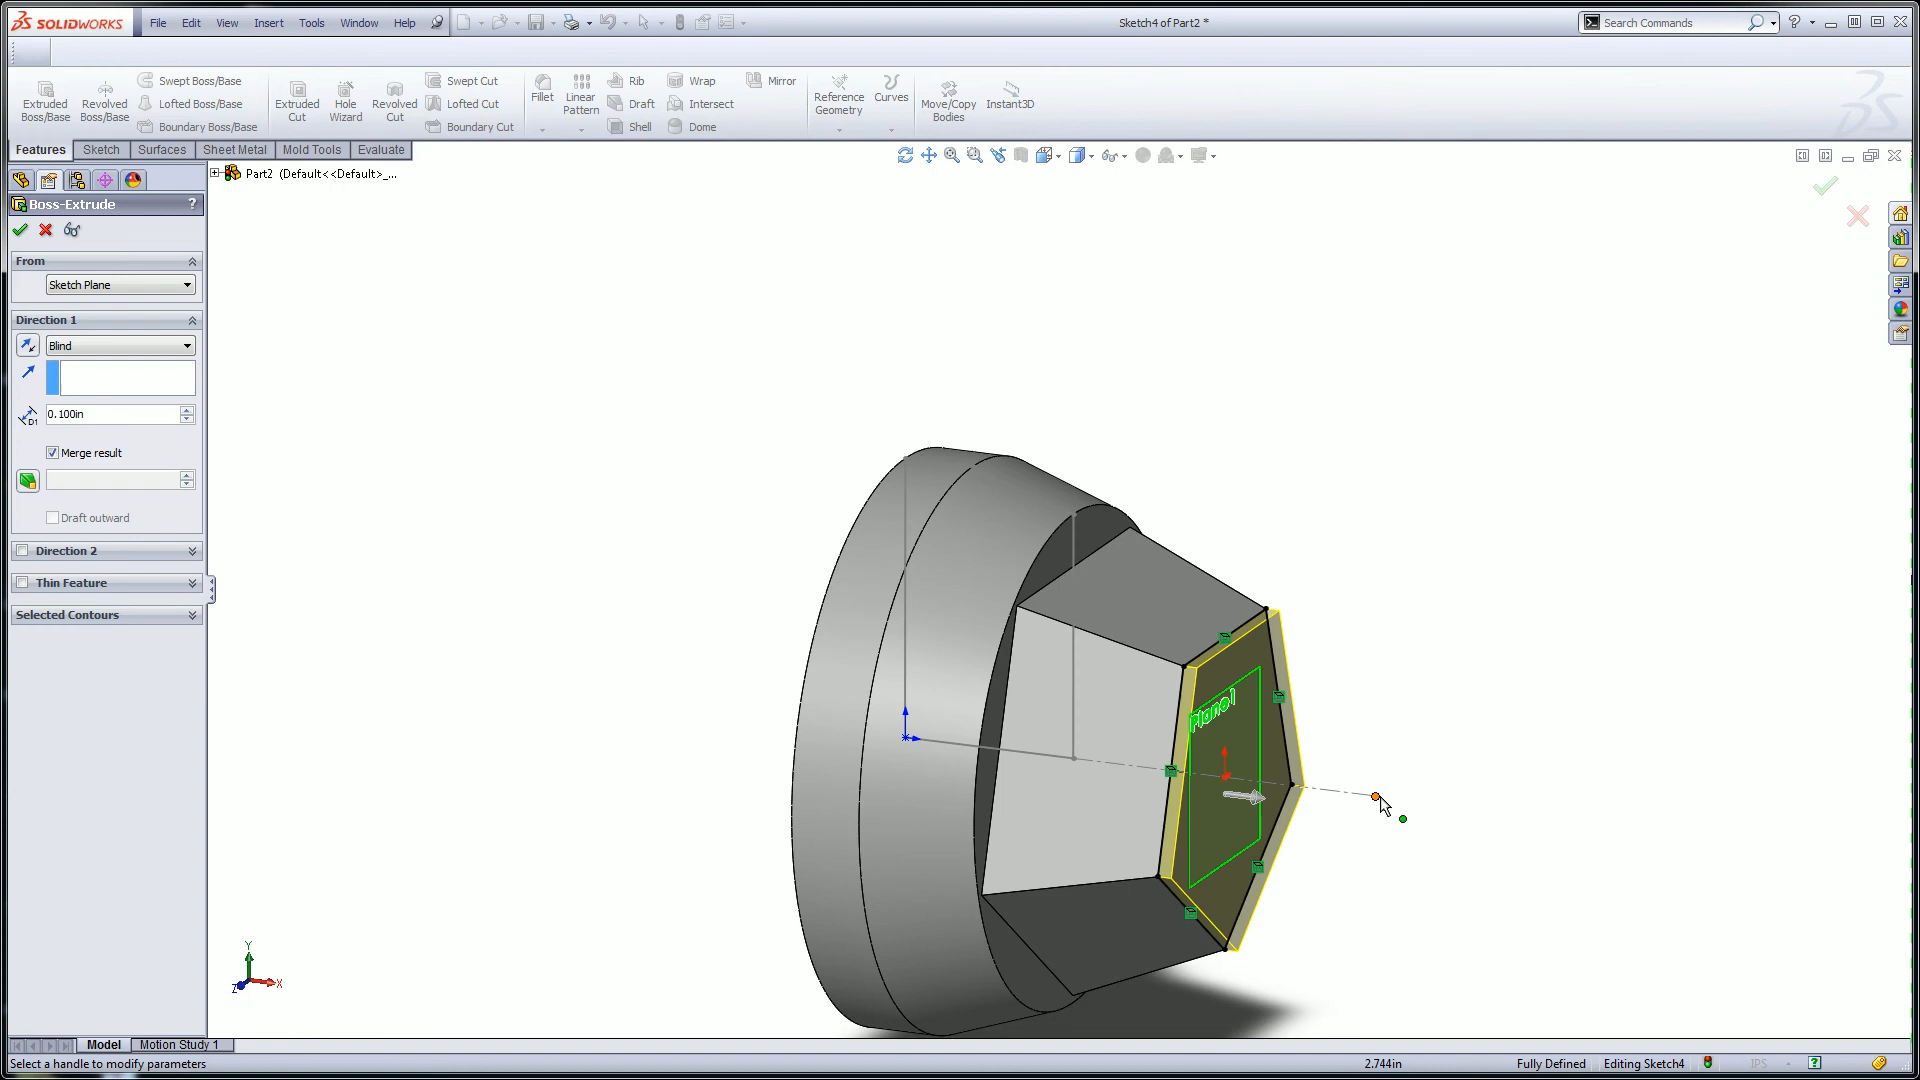 SOLIDWORKS File Edit View Insert Tools Window Help Sketch4 of Part2 * Search Commands
Extruded Boss/Base
Revolved Boss/Base
Swept Boss/Base
Lofted Boss/Base
Boundary Boss/Base
Extruded Cut
Hole Wizard
Revolved Cut
Swept Cut
Lofted Cut
Boundary Cut
Fillet
Linear Pattern
Rib
Draft
Shell
Wrap
Intersect
Dome
Mirror
Reference Geometry
Curves
Move/Copy Bodies
Instant3D
Features Sketch Surfaces Sheet Metal Mold Tools Evaluate
Part2 (Default<<Default>_...
Boss-Extrude ?
From
Sketch Plane
Direction 1
Blind
D1 0.100in
Merge result
Draft outward
Direction 2
Thin Feature
Selected Contours
Plane1
Y
Z X
Model Motion Study 1
Select a handle to modify parameters 2.744in Fully Defined Editing Sketch4 IPS